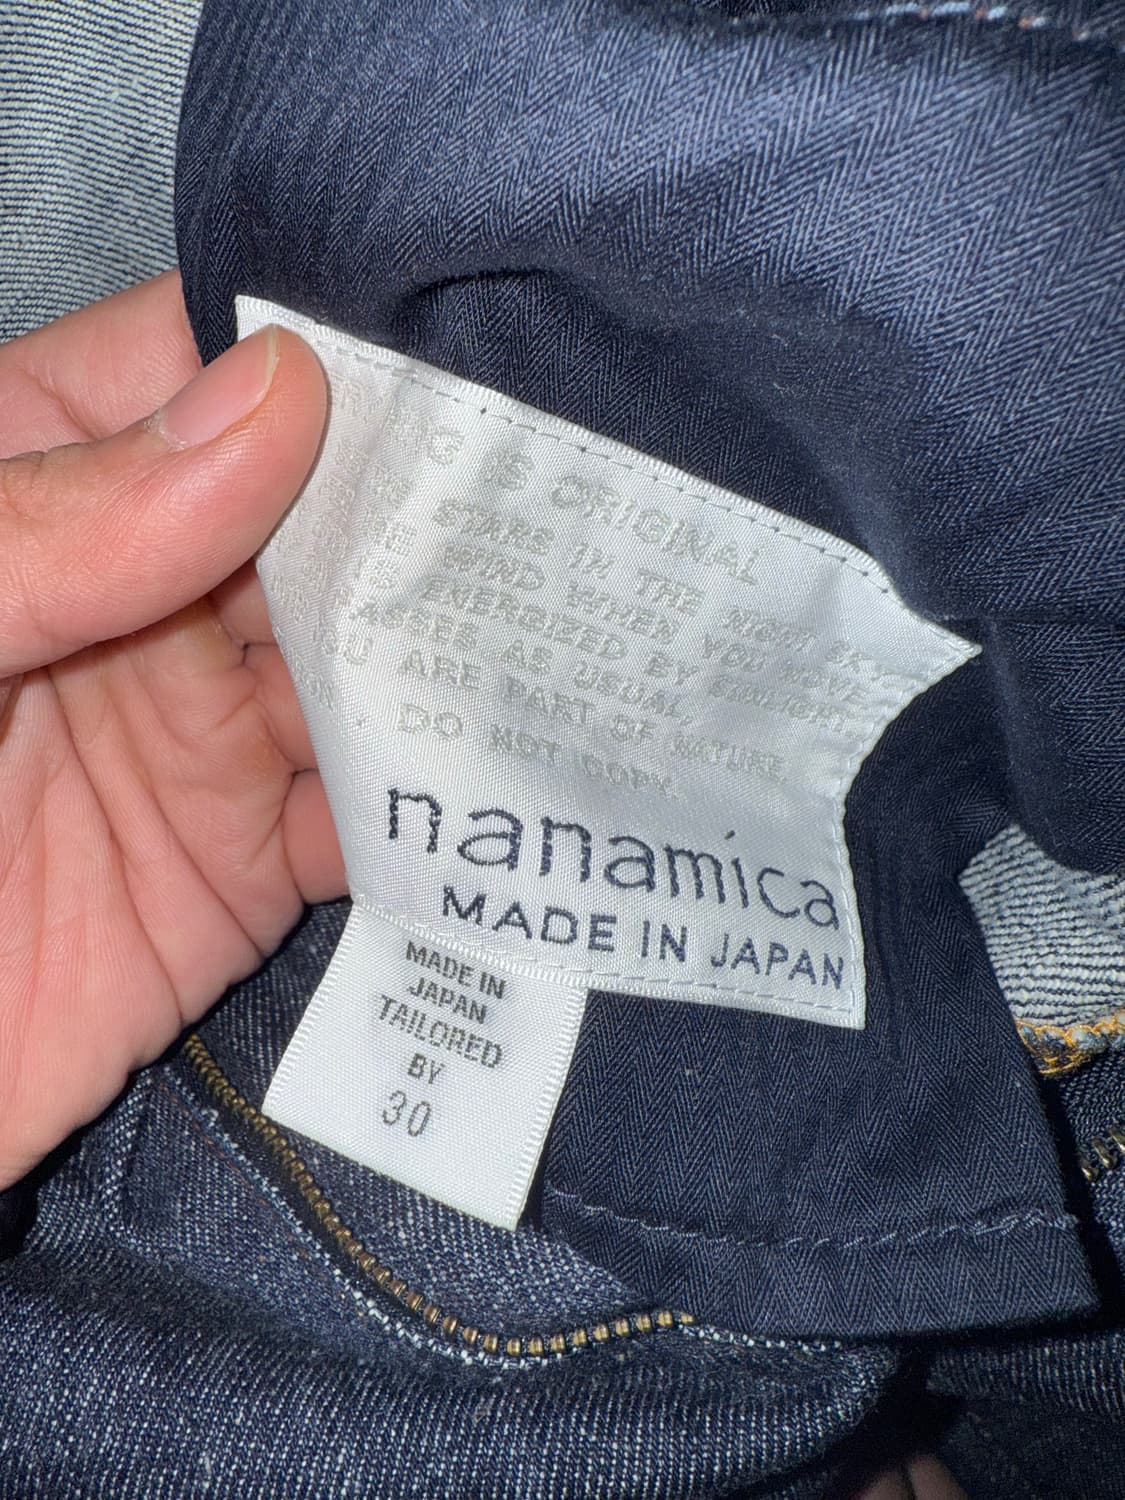 IS ORIGINAL
STARS IN THE NIGHT SKY.
WIND WHEN YOU MOVE.
ENERGIZED BY SUNLIGHT.
AS USUAL,
YOU ARE PART OF NATURE.
DO NOT COPY.
nanamica
MADE IN JAPAN
MADE IN
JAPAN
TAILORED
BY
30